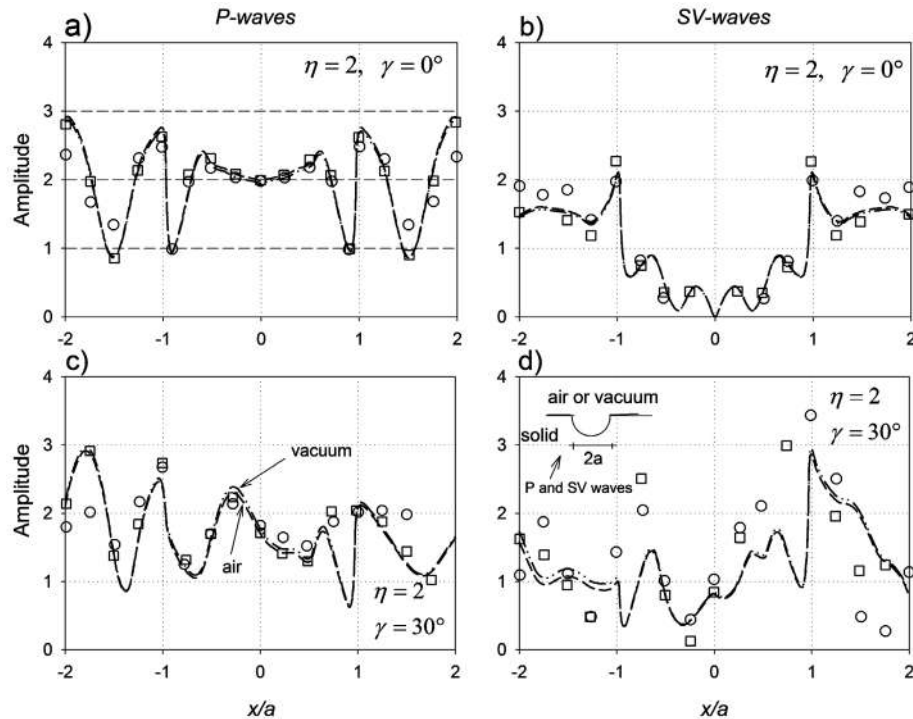 P-waves
SV-waves
a)
η = 2, γ = 0°
b)
η = 2, γ = 0°
Amplitude
4
3
2
1
0
-2 -1 0 1 2
4
3
2
1
0
-2 -1 0 1 2
c)
vacuum
air
η = 2
γ = 30°
Amplitude
4
3
2
1
0
-2 -1 0 1 2
x/a
d)
air or vacuum
solid
2a
P and SV waves
η = 2
γ = 30°
4
3
2
1
0
-2 -1 0 1 2
x/a